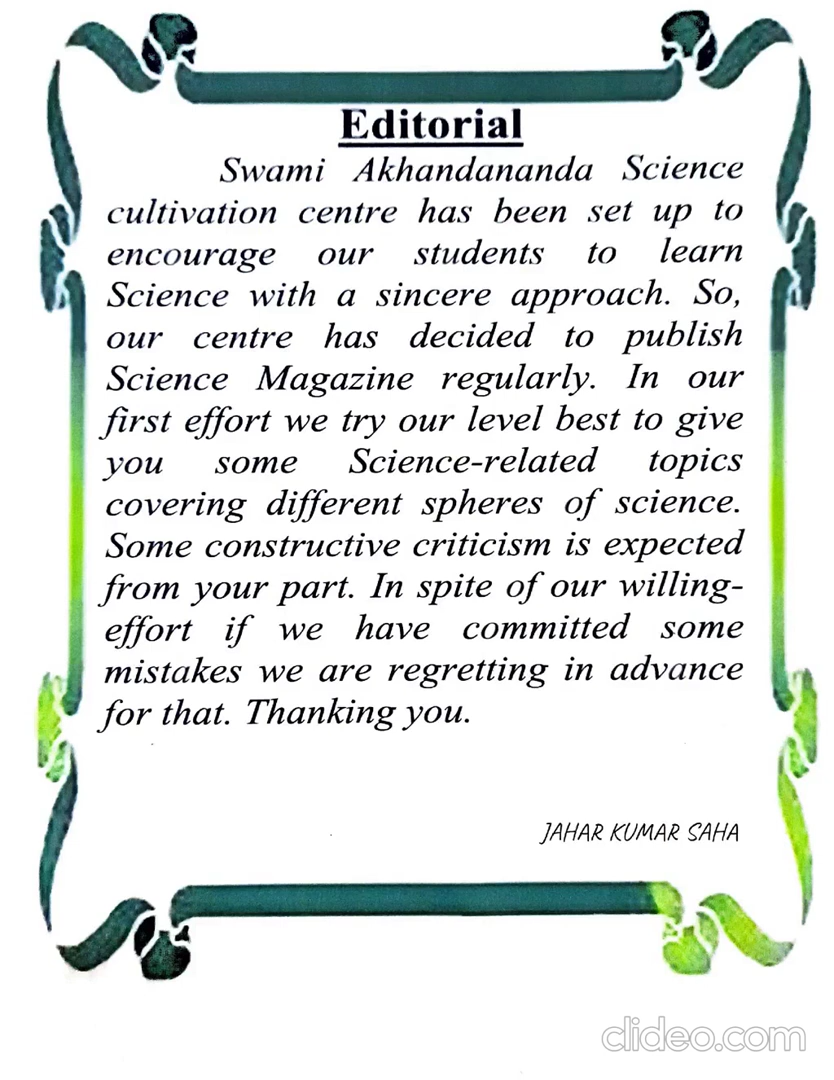 Editorial
Swami Akhandananda Science
cultivation centre has been set up to
encourage our students to learn
Science with a sincere approach. So,
our centre has decided to publish
Science Magazine regularly. In our
first effort we try our level best to give
you some Science-related topics
covering different spheres of science.
Some constructive criticism is expected
from your part. In spite of our willing-
effort if we have committed some
mistakes we are regretting in advance
for that. Thanking you.
JAHAR KUMAR SAHA
clideo.com